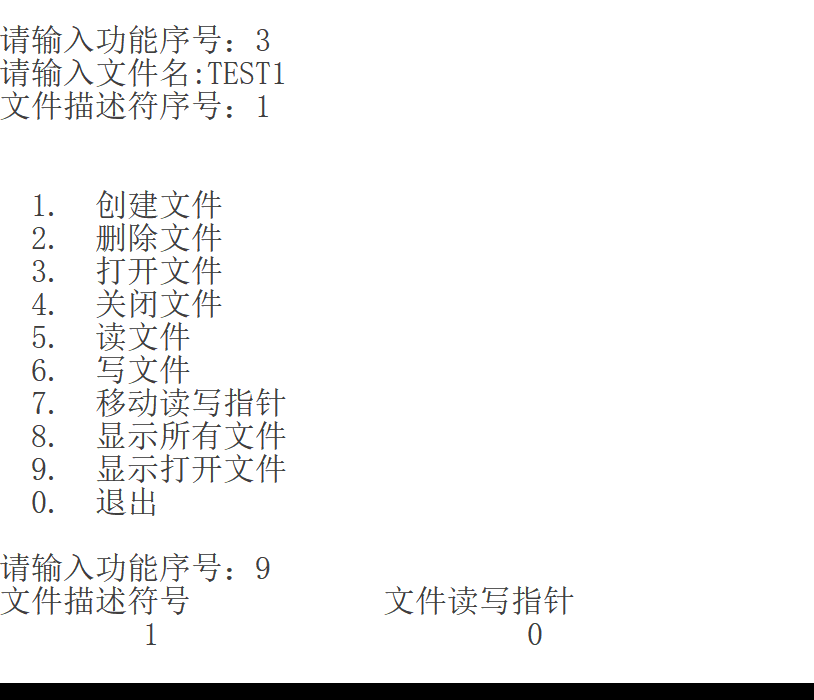 请输入功能序号：3
请输入文件名:TEST1
文件描述符序号：1
1. 创建文件
2. 删除文件
3. 打开文件
4. 关闭文件
5. 读文件
6. 写文件
7. 移动读写指针
8. 显示所有文件
9. 显示打开文件
0. 退出
请输入功能序号：9
文件描述符号 文件读写指针
1 0